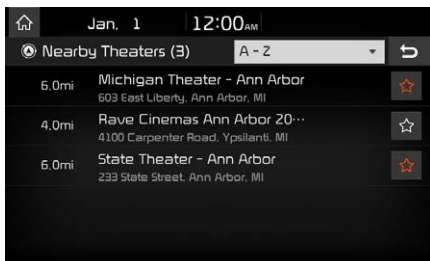 Jan. 1 12:00 AM
Nearby Theaters (3) A - Z
6.0mi Michigan Theater - Ann Arbor
603 East Liberty, Ann Arbor, MI
4.0mi Rave Cinemas Ann Arbor 20···
4100 Carpenter Road, Ypsilanti, MI
6.0mi State Theater - Ann Arbor
233 State Street, Ann Arbor, MI